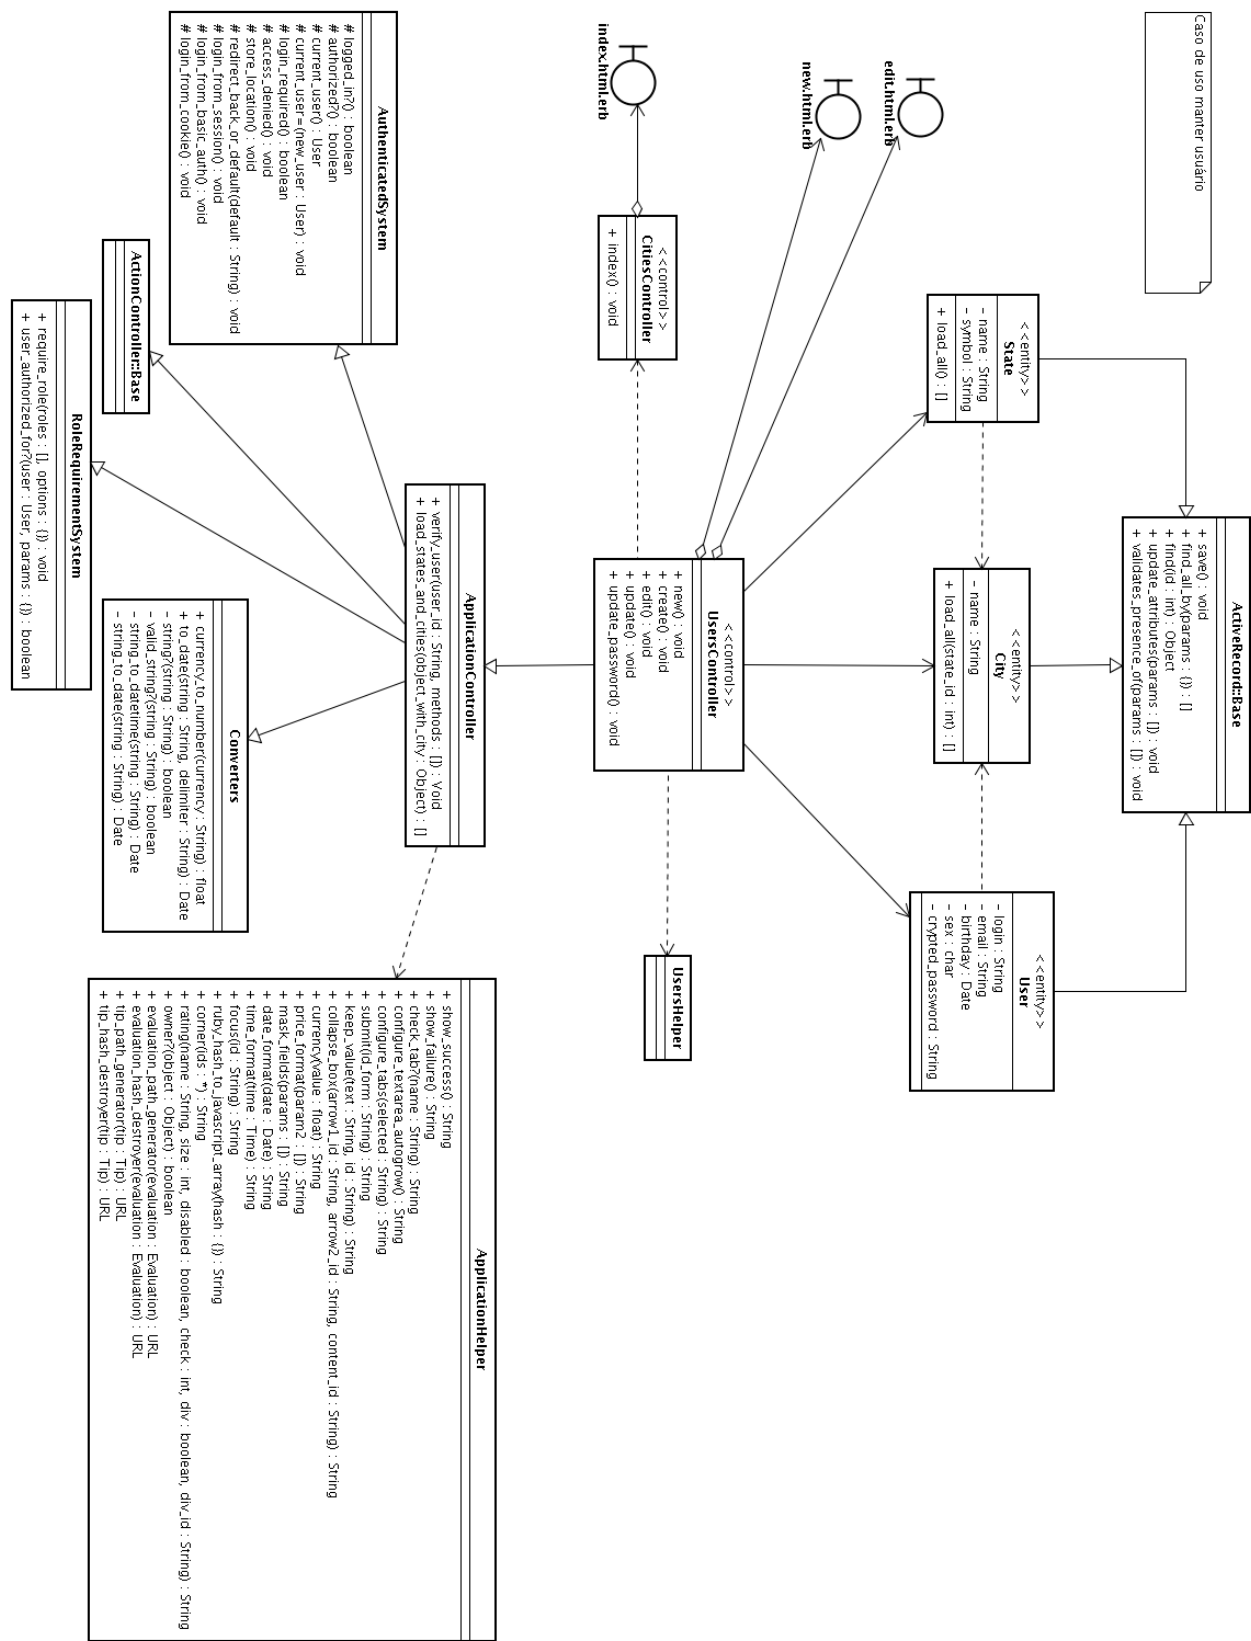 Caso de uso manter usuário
ActiveRecord::Base
+ save() : void
+ find_all_by(params : {}) : []
+ find(id : int) : Object
+ update_attributes(params : []) : void
+ validates_presence_of(params : []) : void
<<entity>>
State
- name : String
- symbol : String
+ load_all() : []
<<entity>>
City
- name : String
+ load_all(state_id : int) : []
<<entity>>
User
- login : String
- email : String
- birthday : Date
- sex : char
- crypted_password : String
edit.html.erb
new.html.erb
index.html.erb
<<control>>
CitiesController
+ index() : void
<<control>>
UsersController
+ new() : void
+ create() : void
+ edit() : void
+ update() : void
+ update_password() : void
UsersHelper
ApplicationController
+ verify_user(user_id : String, methods : []) : Void
+ load_states_and_cities(object_with_city : Object) : []
AuthenticatedSystem
# logged_in?() : boolean
# authorized?() : boolean
# current_user() : User
# current_user=(new_user : User) : void
# login_required() : boolean
# access_denied() : void
# store_location() : void
# redirect_back_or_default(default : String) : void
# login_from_session() : void
# login_from_basic_auth() : void
# login_from_cookie() : void
ActionController::Base
RoleRequirementSystem
+ require_role(roles : [], options : {}) : void
+ user_authorized_for?(user : User, params : {}) : boolean
Converters
+ currency_to_number(currency : String) : float
+ to_date(string : String, delimiter : String) : Date
- string?(string : String) : boolean
- valid_string?(string : String) : boolean
- string_to_datetime(string : String) : Date
- string_to_date(string : String) : Date
ApplicationHelper
+ show_success() : String
+ show_failure() : String
+ check_tab?(name : String) : String
+ configure_textarea_autogrow() : String
+ configure_tabs(selected : String) : String
+ submit(id_form : String) : String
+ keep_value(text : String, id : String) : String
+ collapse_box(arrow1_id : String, arrow2_id : String, content_id : String) : String
+ currency(value : float) : String
+ price_format(param2 : []) : String
+ mask_fields(params : []) : String
+ date_format(date : Date) : String
+ time_format(time : Time) : String
+ focus(id : String) : String
+ ruby_hash_to_javascript_array(hash : {}) : String
+ corner(ids : *) : String
+ rating(name : String, size : int, disabled : boolean, check : int, div : boolean, div_id : String) : String
+ owner?(object : Object) : boolean
+ evaluation_path_generator(evaluation : Evaluation) : URL
+ evaluation_hash_destroyer(evaluation : Evaluation) : URL
+ tip_path_generator(tip : Tip) : URL
+ tip_hash_destroyer(tip : Tip) : URL